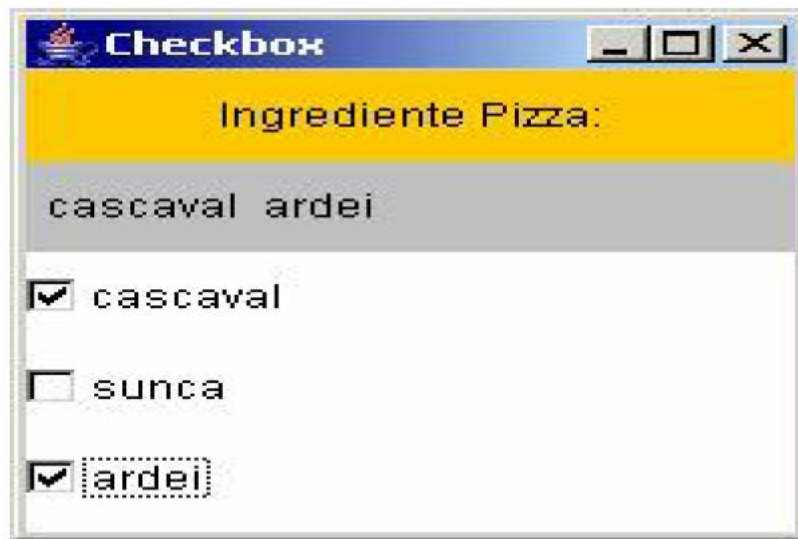 Checkbox
Ingrediente Pizza:
cascaval ardei
cascaval
sunca
ardei